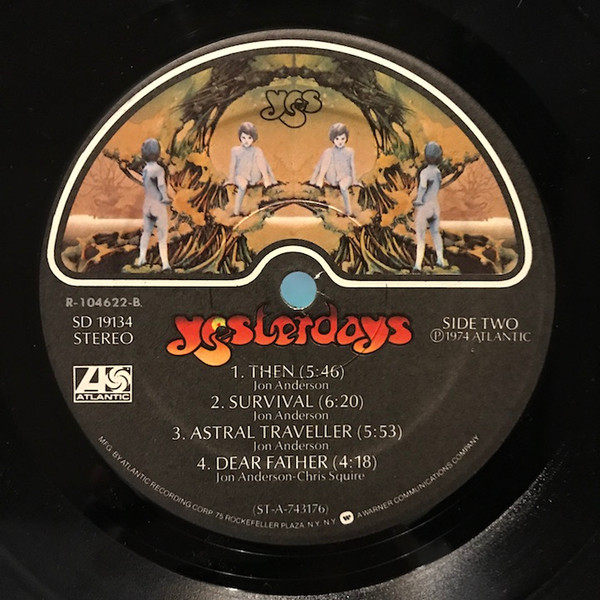 yes
R-104622-B
SD 19134
STEREO
yesterdays
SIDE TWO
Ⓟ1974 ATLANTIC
ATLANTIC
1. THEN (5:46)
Jon Anderson
2. SURVIVAL (6:20)
Jon Anderson
3. ASTRAL TRAVELLER (5:53)
Jon Anderson
4. DEAR FATHER (4:18)
Jon Anderson-Chris Squire
(ST-A-743176)
MFG. BY ATLANTIC RECORDING CORP. 75 ROCKEFELLER PLAZA. N.Y. N.Y. A WARNER COMMUNICATIONS COMPANY